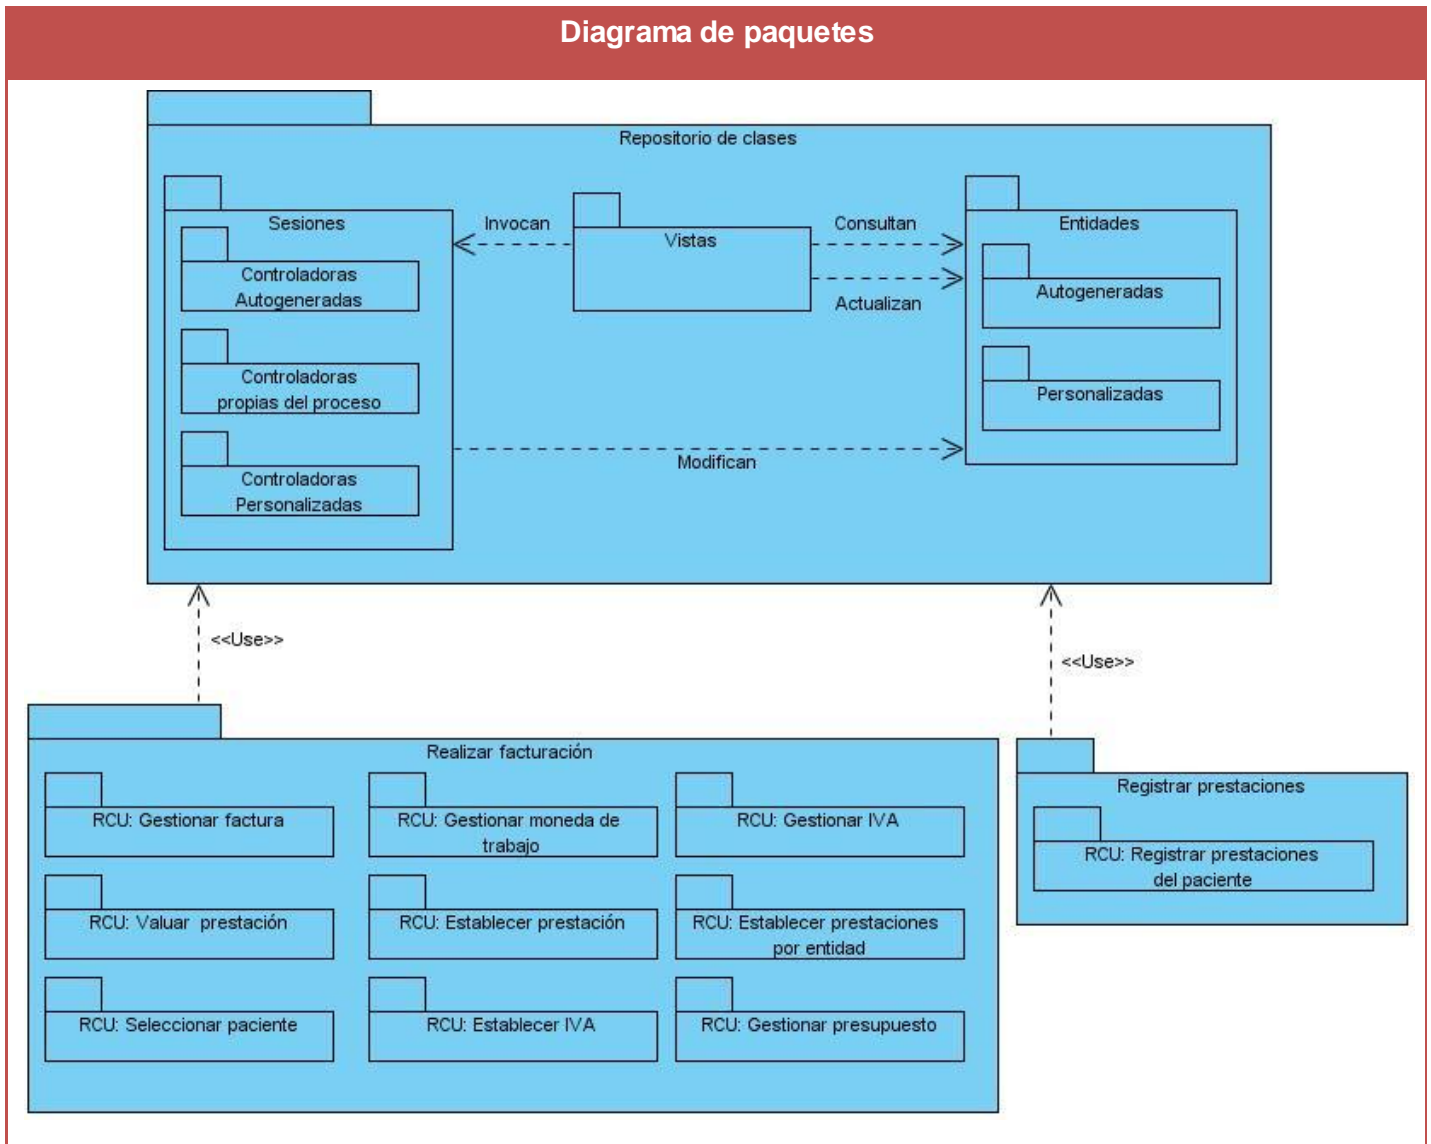 Diagrama de paquetes
Repositorio de clases
Sesiones
Controladoras
Autogeneradas
Controladoras
propias del proceso
Controladoras
Personalizadas
Invocan
Vistas
Consultan
Actualizan
Modifican
Entidades
Autogeneradas
Personalizadas
<<Use>>
<<Use>>
Realizar facturación
RCU: Gestionar factura
RCU: Gestionar moneda de
trabajo
RCU: Gestionar IVA
RCU: Valuar prestación
RCU: Establecer prestación
RCU: Establecer prestaciones
por entidad
RCU: Seleccionar paciente
RCU: Establecer IVA
RCU: Gestionar presupuesto
Registrar prestaciones
RCU: Registrar prestaciones
del paciente